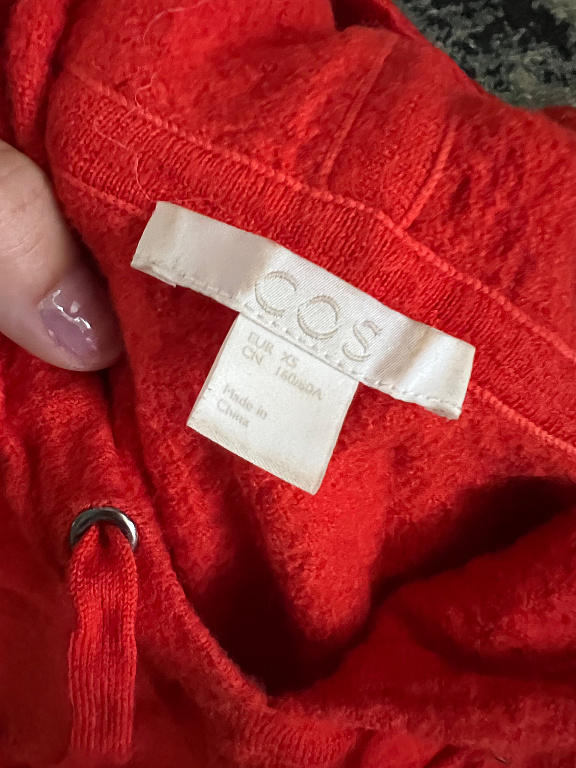 COS
EUR XS
CN 160/80A
Made in
China